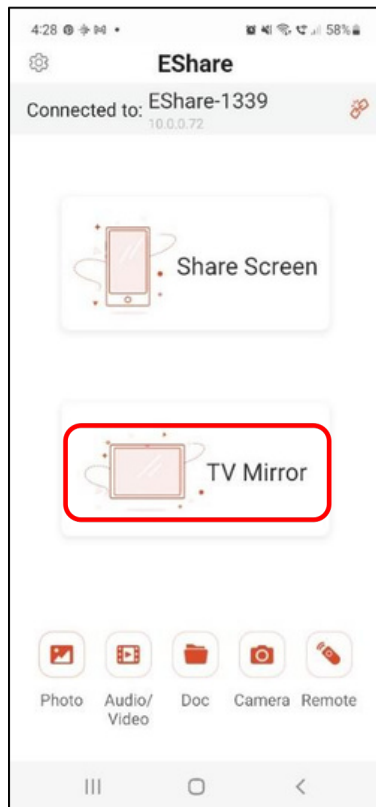 4:28 58%
EShare
Connected to: EShare-1339
10.0.0.72
Share Screen
TV Mirror
Photo Audio/ Doc Camera Remote
Video